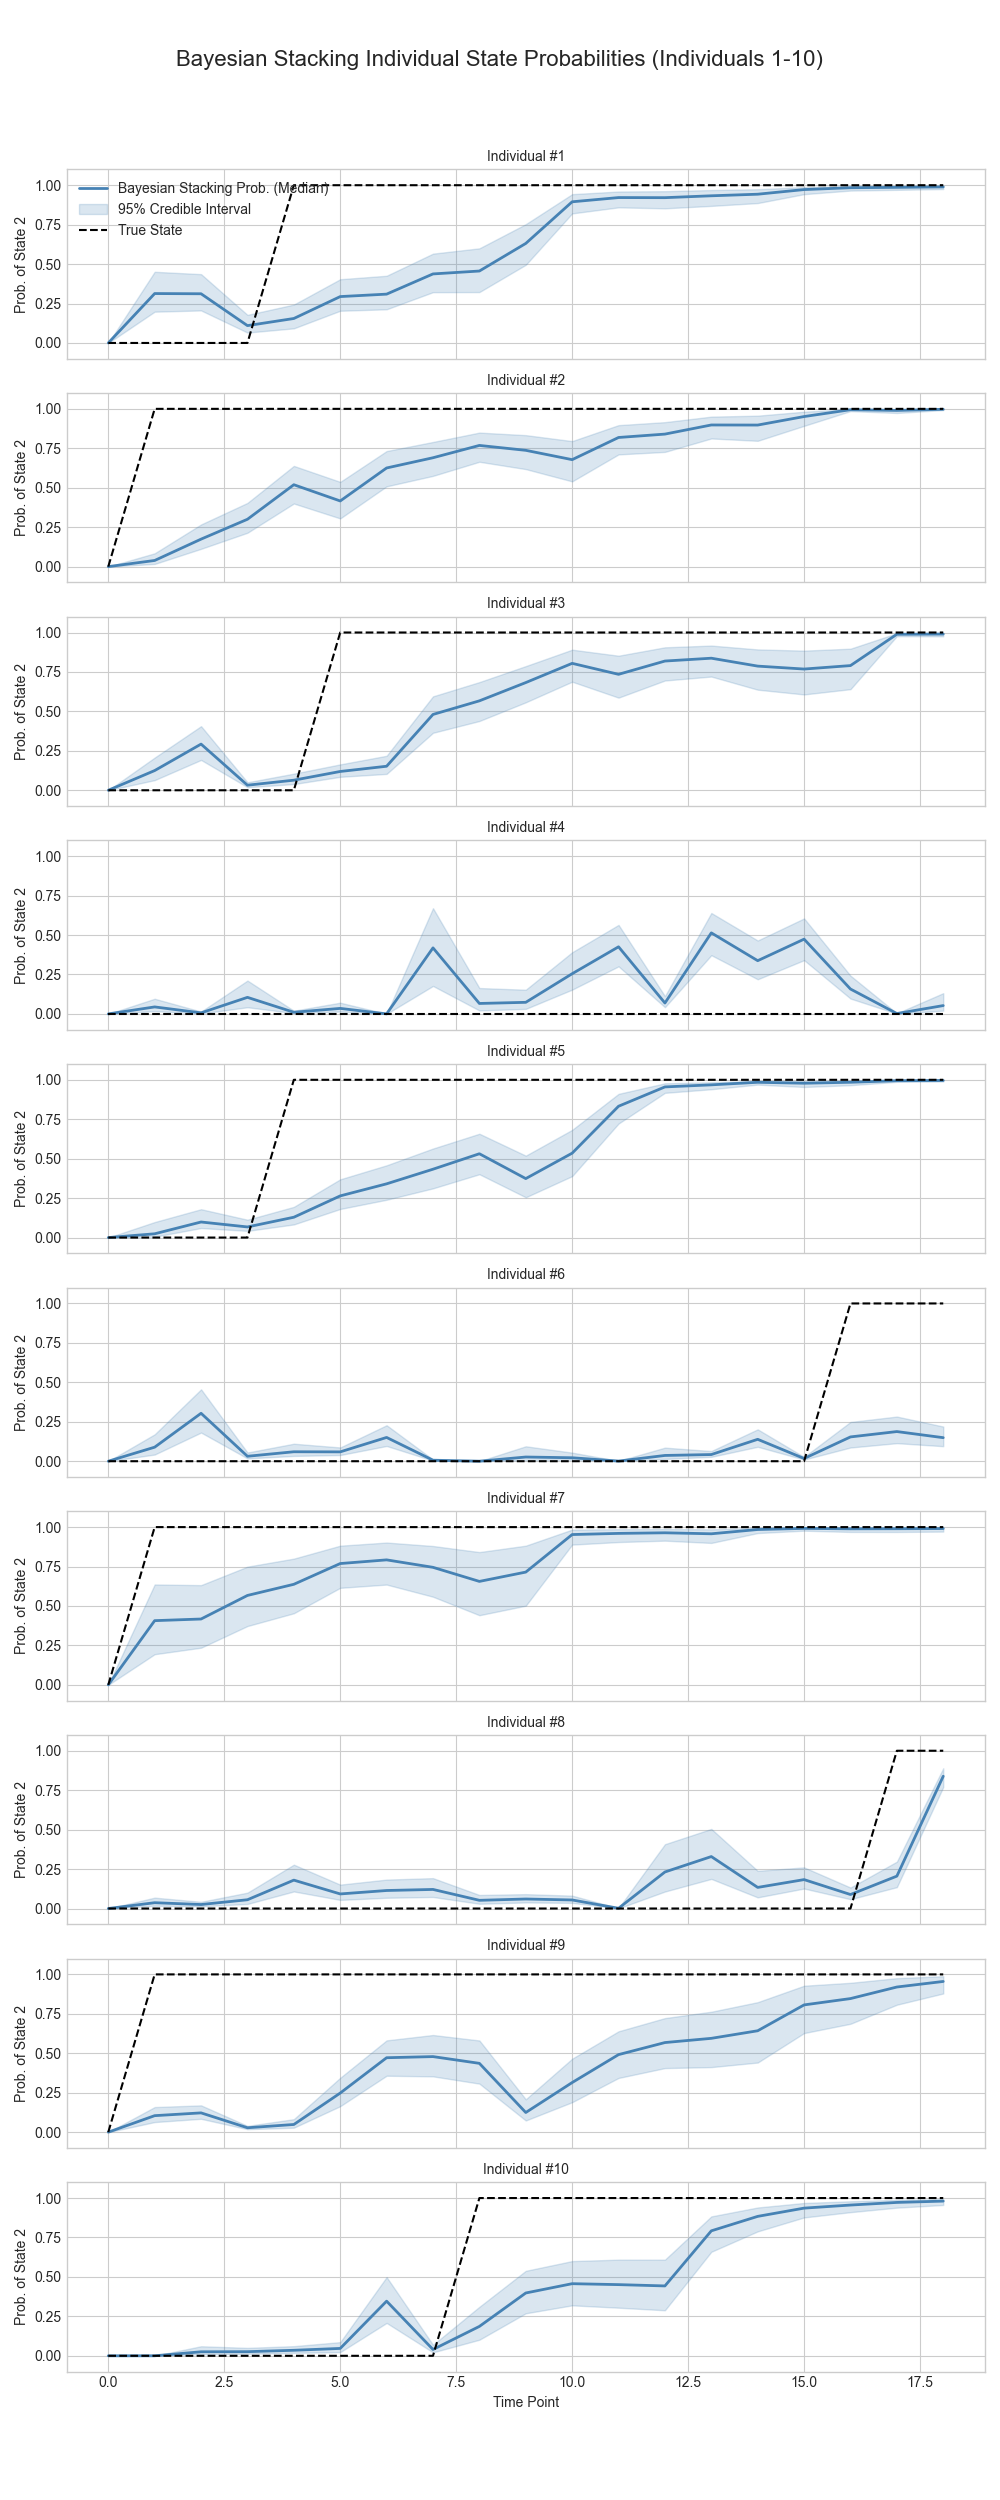 Bayesian Stacking Individual State Probabilities (Individuals 1-10)
Individual #1
Prob. of State 2
1.00
0.75
0.50
0.25
0.00
Bayesian Stacking Prob. (Median)
95% Credible Interval
True State
Individual #2
Prob. of State 2
1.00
0.75
0.50
0.25
0.00
Individual #3
Prob. of State 2
1.00
0.75
0.50
0.25
0.00
Individual #4
Prob. of State 2
1.00
0.75
0.50
0.25
0.00
Individual #5
Prob. of State 2
1.00
0.75
0.50
0.25
0.00
Individual #6
Prob. of State 2
1.00
0.75
0.50
0.25
0.00
Individual #7
Prob. of State 2
1.00
0.75
0.50
0.25
0.00
Individual #8
Prob. of State 2
1.00
0.75
0.50
0.25
0.00
Individual #9
Prob. of State 2
1.00
0.75
0.50
0.25
0.00
Individual #10
Prob. of State 2
1.00
0.75
0.50
0.25
0.00
0.0 2.5 5.0 7.5 10.0 12.5 15.0 17.5
Time Point